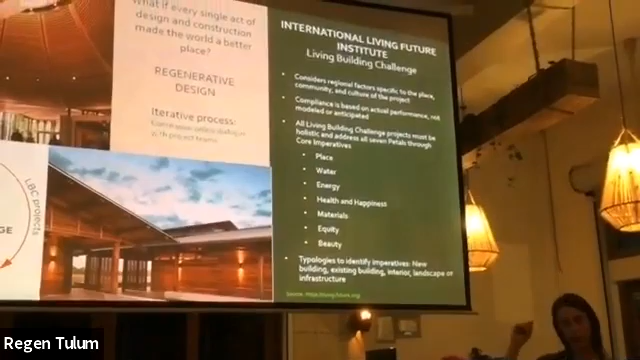 What if every single act of
design and construction
made the world a better
place?
REGENERATIVE
DESIGN
Iterative process:
with project teams
LBC projects
GE
INTERNATIONAL LIVING FUTURE
INSTITUTE
Living Building Challenge
• Considers regional factors specific to the place,
community, and culture of the project
• Compliance is based on actual performance, not
modeled or anticipated
• All Living Building Challenge projects must be
holistic and address all seven Petals through
Core Imperatives
• Place
• Water
• Energy
• Health and Happiness
• Materials
• Equity
• Beauty
• Typologies to identify imperatives: New
building, existing building, interior, landscape or
infrastructure
Regen Tulum